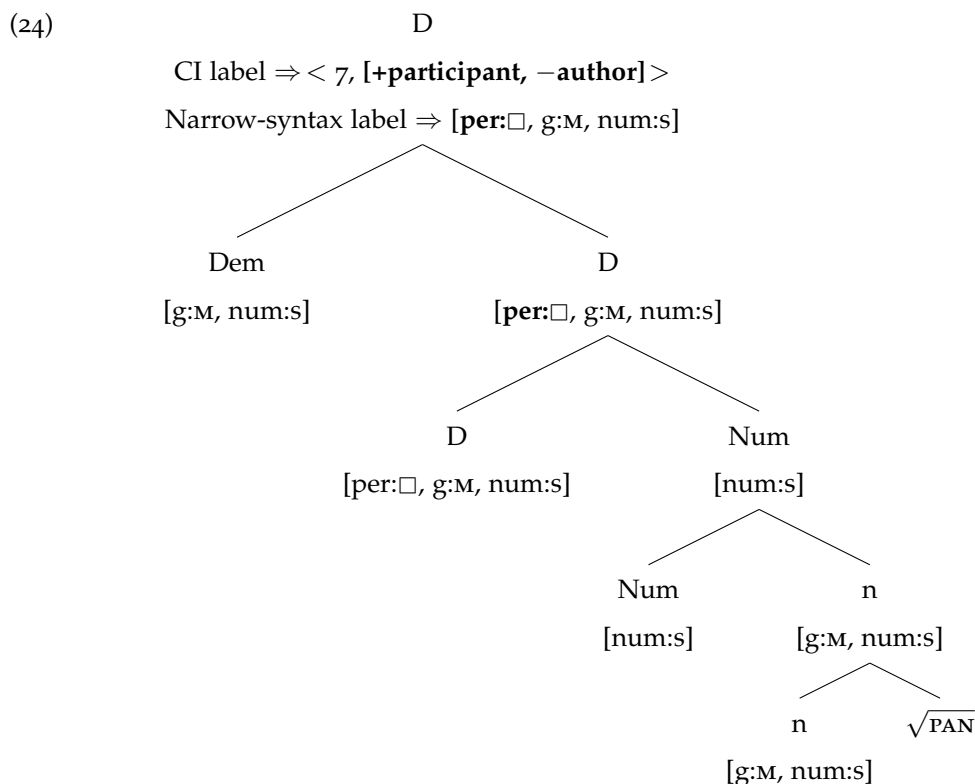 (24) D
CI label ⇒ < 7, [+participant, −author] >
Narrow-syntax label ⇒ [per:□, g:ᴍ, num:s]
Dem D
[g:ᴍ, num:s] [per:□, g:ᴍ, num:s]
D Num
[per:□, g:ᴍ, num:s] [num:s]
Num n
[num:s] [g:ᴍ, num:s]
n √PAN
[g:ᴍ, num:s]